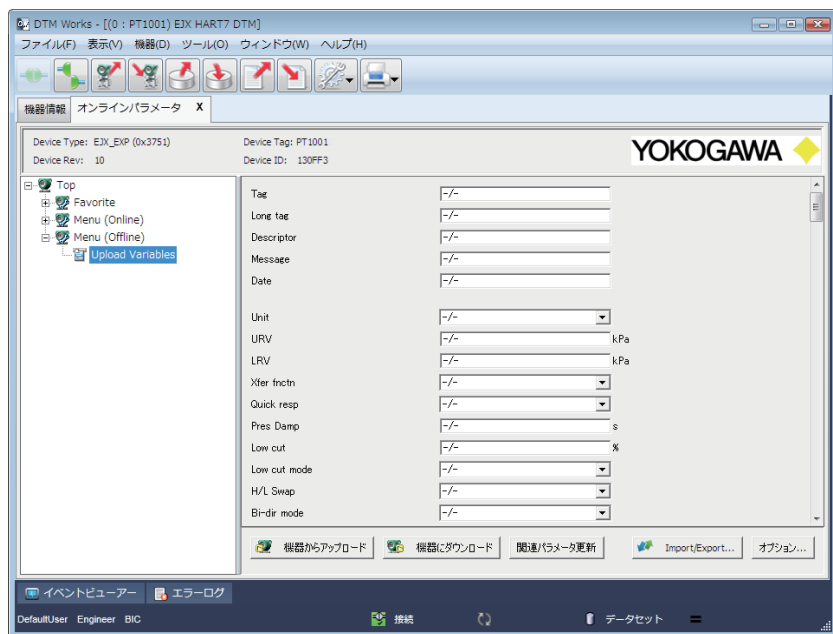 DTM Works - [(0 : PT1001) EJX HART7 DTM]
ファイル(F) 表示(V) 機器(D) ツール(O) ウィンドウ(W) ヘルプ(H)
機器情報 オンラインパラメータ X
Device Type: EJX_EXP (0x3751) Device Tag: PT1001
Device Rev: 10 Device ID: 130FF3
YOKOGAWA
Top
Favorite
Menu (Online)
Menu (Offline)
Upload Variables
Tag -/-
Long tag -/-
Descriptor -/-
Message -/-
Date -/-
Unit -/-
URV -/- kPa
LRV -/- kPa
Xfer fnctn -/-
Quick resp -/-
Pres Damp -/- s
Low cut -/- %
Low cut mode -/-
H/L Swap -/-
Bi-dir mode -/-
機器からアップロード 機器にダウンロード 関連パラメータ更新 Import/Export... オプション...
イベントビューアー エラーログ
DefaultUser Engineer BIC 接続 データセット